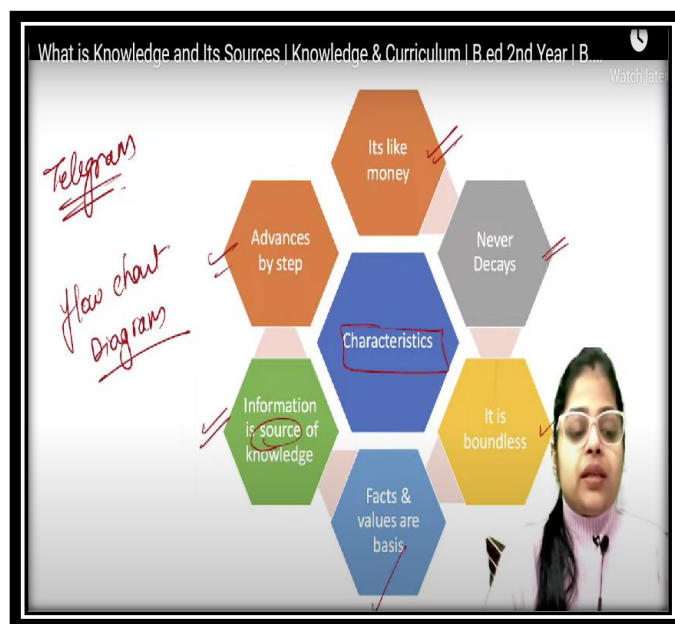 What is Knowledge and Its Sources | Knowledge & Curriculum | B.ed 2nd Year | B....
Watch later
Telegram
Flow chart
Diagram
Its like
money
Advances
by step
Never
Decays
Characteristics
Information
is source of
knowledge
It is
boundless
Facts &
values are
basis